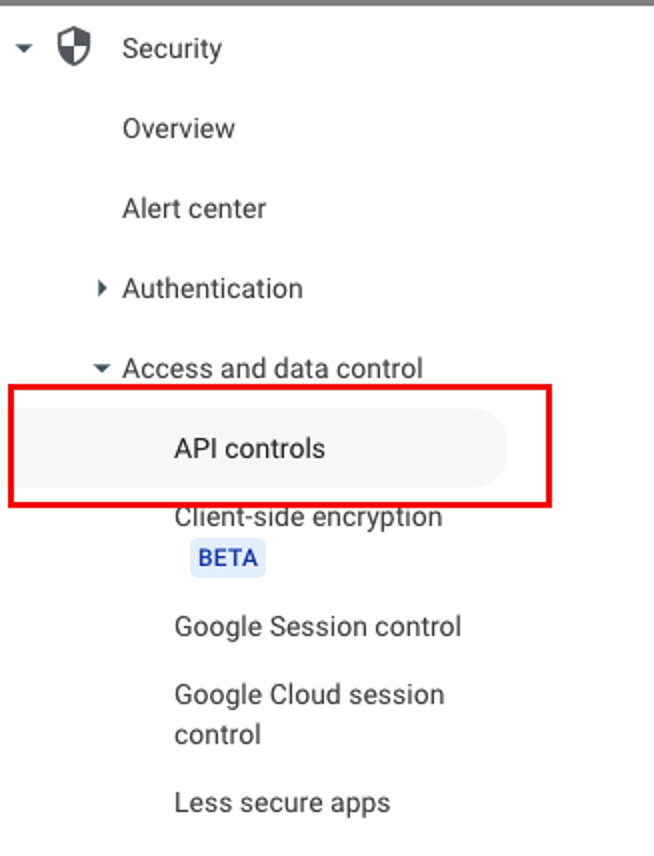 Security
Overview
Alert center
Authentication
Access and data control
API controls
Client-side encryption
BETA
Google Session control
Google Cloud session
control
Less secure apps